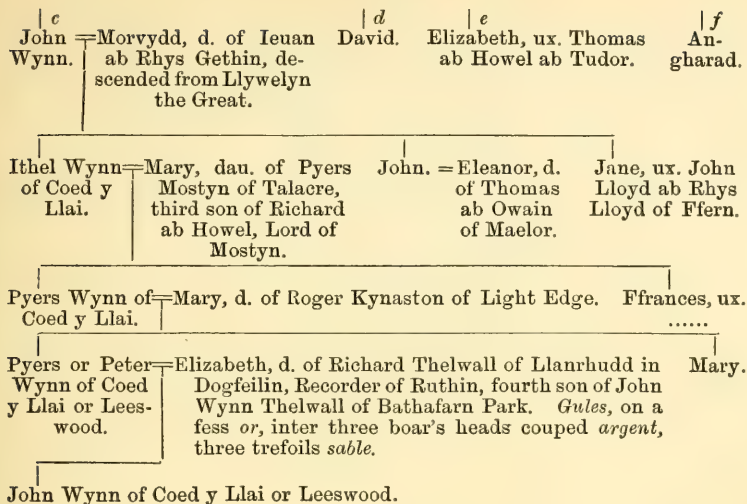 c d e f
John = Morvydd, d. of Ieuan David. Elizabeth, ux. Thomas An-
Wynn. ab Rhys Gethin, de- ab Howel ab Tudor. gharad.
scended from Llywelyn
the Great.
Ithel Wynn = Mary, dau. of Pyers John. = Eleanor, d. Jane, ux. John
of Coed y Mostyn of Talacre, of Thomas Lloyd ab Rhys
Llai. third son of Richard ab Owain Lloyd of Ffern.
ab Howel, Lord of of Maelor.
Mostyn.
Pyers Wynn of = Mary, d. of Roger Kynaston of Light Edge. Ffrances, ux.
Coed y Llai. ......
Pyers or Peter = Elizabeth, d. of Richard Thelwall of Llanrhudd in Mary.
Wynn of Coed Dogfeilin, Recorder of Ruthin, fourth son of John
y Llai or Lees- Wynn Thelwall of Bathafarn Park. Gules, on a
wood. fess or, inter three boar's heads couped argent,
three trefoils sable.
John Wynn of Coed y Llai or Leeswood.